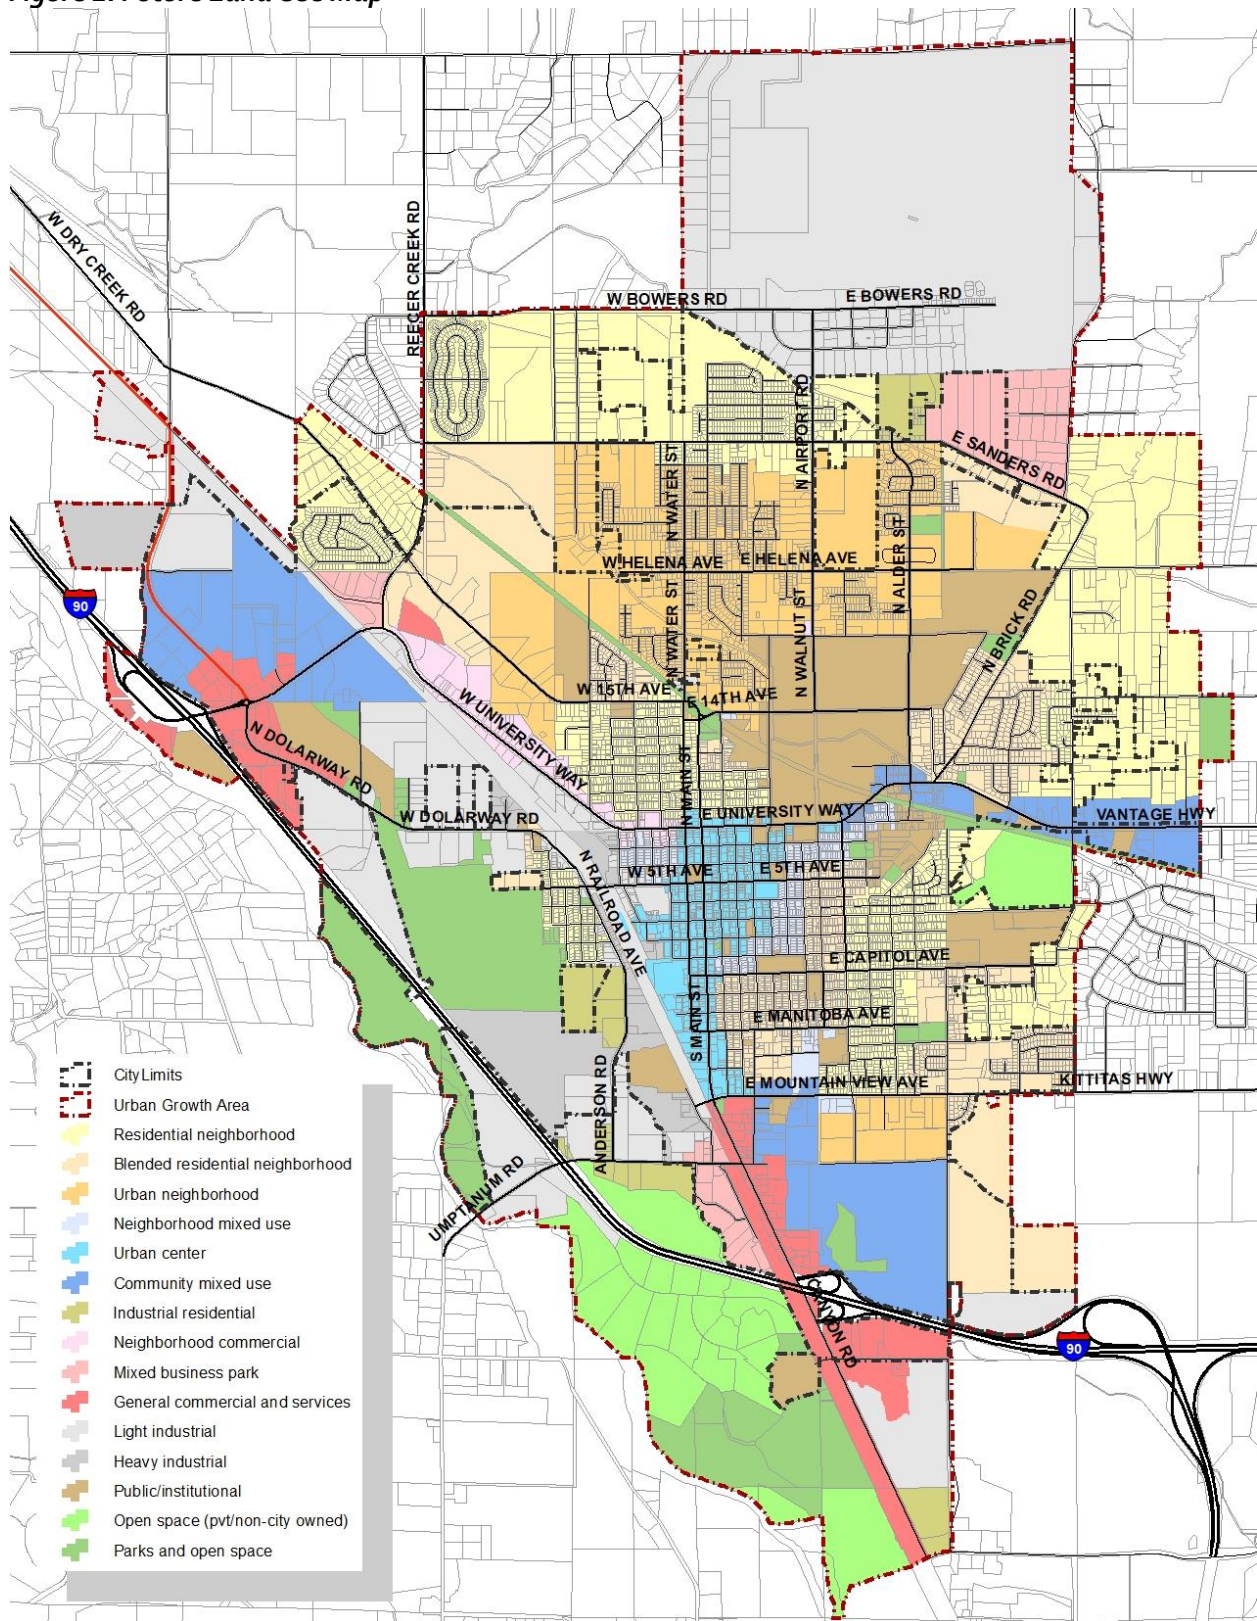 W DRY CREEK RD
REECER CREEK RD
W BOWERS RD
E BOWERS RD
N AIRPORT RD
E SANDERS RD
N WATER ST
N ALDER ST
W HELENA AVE
E HELENA AVE
90
N WATER ST
N WALNUT ST
N BRICK RD
W 15TH AVE
E 14TH AVE
W UNIVERSITY WAY
N DOLARWAY RD
N MAIN ST
E UNIVERSITY WAY
VANTAGE HWY
W DOLARWAY RD
N RAILROAD AVE
W 5TH AVE
E 5TH AVE
E CAPITOL AVE
S MAIN ST
E MANITOBA AVE
E MOUNTAIN VIEW AVE
KITTITAS HWY
ANDERSON RD
UMPTANUM RD
CANYON RD
90
City Limits
Urban Growth Area
Residential neighborhood
Blended residential neighborhood
Urban neighborhood
Neighborhood mixed use
Urban center
Community mixed use
Industrial residential
Neighborhood commercial
Mixed business park
General commercial and services
Light industrial
Heavy industrial
Public/institutional
Open space (pvt/non-city owned)
Parks and open space